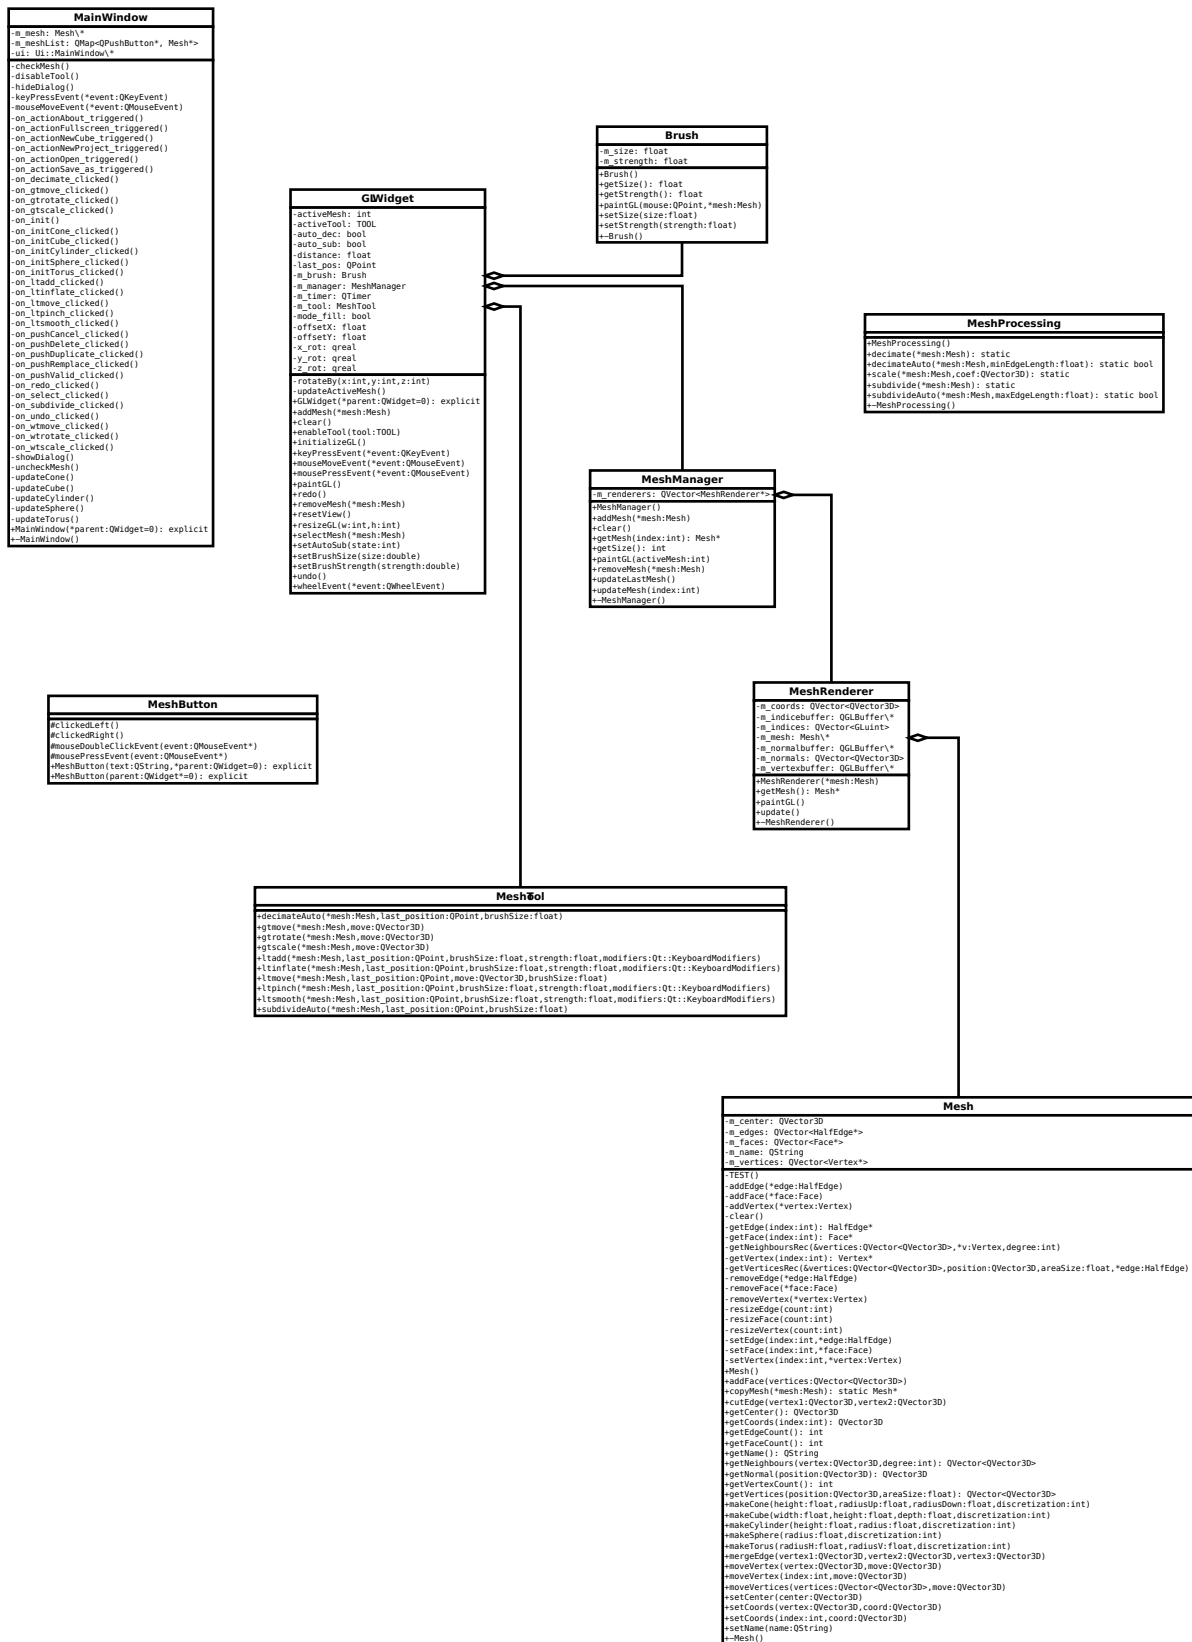 MainWindow
-m_mesh: Mesh\*
-m_meshList: QMap<QPushButton*, Mesh*>
-ui: Ui::MainWindow\*
-checkMesh()
-disableTool()
-hideDialog()
-keyPressEvent(*event:QKeyEvent)
-mouseMoveEvent(*event:QMouseEvent)
-on_actionAbout_triggered()
-on_actionFullscreen_triggered()
-on_actionNewCube_triggered()
-on_actionNewProject_triggered()
-on_actionOpen_triggered()
-on_actionSave_as_triggered()
-on_decimate_clicked()
-on_gtmove_clicked()
-on_gtrotate_clicked()
-on_gtscale_clicked()
-on_init()
-on_initCone_clicked()
-on_initCube_clicked()
-on_initCylinder_clicked()
-on_initSphere_clicked()
-on_initTorus_clicked()
-on_ltadd_clicked()
-on_ltinflate_clicked()
-on_ltmove_clicked()
-on_ltpinch_clicked()
-on_ltsmooth_clicked()
-on_pushCancel_clicked()
-on_pushDelete_clicked()
-on_pushDuplicate_clicked()
-on_pushRemplace_clicked()
-on_pushValid_clicked()
-on_redo_clicked()
-on_select_clicked()
-on_subdivide_clicked()
-on_undo_clicked()
-on_wtmove_clicked()
-on_wtrotate_clicked()
-on_wtscale_clicked()
-showDialog()
-uncheckMesh()
-updateCone()
-updateCube()
-updateCylinder()
-updateSphere()
-updateTorus()
+MainWindow(*parent:QWidget=0): explicit
+~MainWindow()
Brush
-m_size: float
-m_strength: float
+Brush()
+getSize(): float
+getStrength(): float
+paintGL(mouse:QPoint,*mesh:Mesh)
+setSize(size:float)
+setStrength(strength:float)
+~Brush()
GLWidget
-activeMesh: int
-activeTool: TOOL
-auto_dec: bool
-auto_sub: bool
-distance: float
-last_pos: QPoint
-m_brush: Brush
-m_manager: MeshManager
-m_timer: QTimer
-m_tool: MeshTool
-mode_fill: bool
-offsetX: float
-offsetY: float
-x_rot: qreal
-y_rot: qreal
-z_rot: qreal
-rotateBy(x:int,y:int,z:int)
-updateActiveMesh()
+GLWidget(*parent:QWidget=0): explicit
+addMesh(*mesh:Mesh)
+clear()
+enableTool(tool:TOOL)
+initializeGL()
+keyPressEvent(*event:QKeyEvent)
+mouseMoveEvent(*event:QMouseEvent)
+mousePressEvent(*event:QMouseEvent)
+paintGL()
+redo()
+removeMesh(*mesh:Mesh)
+resetView()
+resizeGL(w:int,h:int)
+selectMesh(*mesh:Mesh)
+setAutoSub(state:int)
+setBrushSize(size:double)
+setBrushStrength(strength:double)
+undo()
+wheelEvent(*event:QWheelEvent)
MeshProcessing
+MeshProcessing()
+decimate(*mesh:Mesh): static
+decimateAuto(*mesh:Mesh,minEdgeLength:float): static bool
+scale(*mesh:Mesh,coef:QVector3D): static
+subdivide(*mesh:Mesh): static
+subdivideAuto(*mesh:Mesh,maxEdgeLength:float): static bool
+~MeshProcessing()
MeshManager
-m_renderers: QVector<MeshRenderer*>
+MeshManager()
+addMesh(*mesh:Mesh)
+clear()
+getMesh(index:int): Mesh*
+getSize(): int
+paintGL(activeMesh:int)
+removeMesh(*mesh:Mesh)
+updateLastMesh()
+updateMesh(index:int)
+~MeshManager()
MeshButton
#clickedLeft()
#clickedRight()
#mouseDoubleClickEvent(event:QMouseEvent*)
#mousePressEvent(event:QMouseEvent*)
+MeshButton(text:QString,*parent:QWidget=0): explicit
+MeshButton(parent:QWidget*=0): explicit
MeshRenderer
-m_coords: QVector<QVector3D>
-m_indicebuffer: QGLBuffer\*
-m_indices: QVector<GLuint>
-m_mesh: Mesh\*
-m_normalbuffer: QGLBuffer\*
-m_normals: QVector<QVector3D>
-m_vertexbuffer: QGLBuffer\*
+MeshRenderer(*mesh:Mesh)
+getMesh(): Mesh*
+paintGL()
+update()
+~MeshRenderer()
MeshTool
+decimateAuto(*mesh:Mesh,last_position:QPoint,brushSize:float)
+gtmove(*mesh:Mesh,move:QVector3D)
+gtrotate(*mesh:Mesh,move:QVector3D)
+gtscale(*mesh:Mesh,move:QVector3D)
+ltadd(*mesh:Mesh,last_position:QPoint,brushSize:float,strength:float,modifiers:Qt::KeyboardModifiers)
+ltinflate(*mesh:Mesh,last_position:QPoint,brushSize:float,strength:float,modifiers:Qt::KeyboardModifiers)
+ltmove(*mesh:Mesh,last_position:QPoint,move:QVector3D,brushSize:float)
+ltpinch(*mesh:Mesh,last_position:QPoint,brushSize:float,strength:float,modifiers:Qt::KeyboardModifiers)
+ltsmooth(*mesh:Mesh,last_position:QPoint,brushSize:float,strength:float,modifiers:Qt::KeyboardModifiers)
+subdivideAuto(*mesh:Mesh,last_position:QPoint,brushSize:float)
Mesh
-m_center: QVector3D
-m_edges: QVector<HalfEdge*>
-m_faces: QVector<Face*>
-m_name: QString
-m_vertices: QVector<Vertex*>
-TEST()
-addEdge(*edge:HalfEdge)
-addFace(*face:Face)
-addVertex(*vertex:Vertex)
-clear()
-getEdge(index:int): HalfEdge*
-getFace(index:int): Face*
-getNeighboursRec(&vertices:QVector<QVector3D>,*v:Vertex,degree:int)
-getVertex(index:int): Vertex*
-getVerticesRec(&vertices:QVector<QVector3D>,position:QVector3D,areaSize:float,*edge:HalfEdge)
-removeEdge(*edge:HalfEdge)
-removeFace(*face:Face)
-removeVertex(*vertex:Vertex)
-resizeEdge(count:int)
-resizeFace(count:int)
-resizeVertex(count:int)
-setEdge(index:int,*edge:HalfEdge)
-setFace(index:int,*face:Face)
-setVertex(index:int,*vertex:Vertex)
+Mesh()
+addFace(vertices:QVector<QVector3D>)
+copyMesh(*mesh:Mesh): static Mesh*
+cutEdge(vertex1:QVector3D,vertex2:QVector3D)
+getCenter(): QVector3D
+getCoords(index:int): QVector3D
+getEdgeCount(): int
+getFaceCount(): int
+getName(): QString
+getNeighbours(vertex:QVector3D,degree:int): QVector<QVector3D>
+getNormal(position:QVector3D): QVector3D
+getVertexCount(): int
+getVertices(position:QVector3D,areaSize:float): QVector<QVector3D>
+makeCone(height:float,radiusUp:float,radiusDown:float,discretization:int)
+makeCube(width:float,height:float,depth:float,discretization:int)
+makeCylinder(height:float,radius:float,discretization:int)
+makeSphere(radius:float,discretization:int)
+makeTorus(radiusH:float,radiusV:float,discretization:int)
+mergeEdge(vertex1:QVector3D,vertex2:QVector3D,vertex3:QVector3D)
+moveVertex(vertex:QVector3D,move:QVector3D)
+moveVertex(index:int,move:QVector3D)
+moveVertices(vertices:QVector<QVector3D>,move:QVector3D)
+setCenter(center:QVector3D)
+setCoords(vertex:QVector3D,coord:QVector3D)
+setCoords(index:int,coord:QVector3D)
+setName(name:QString)
+~Mesh()